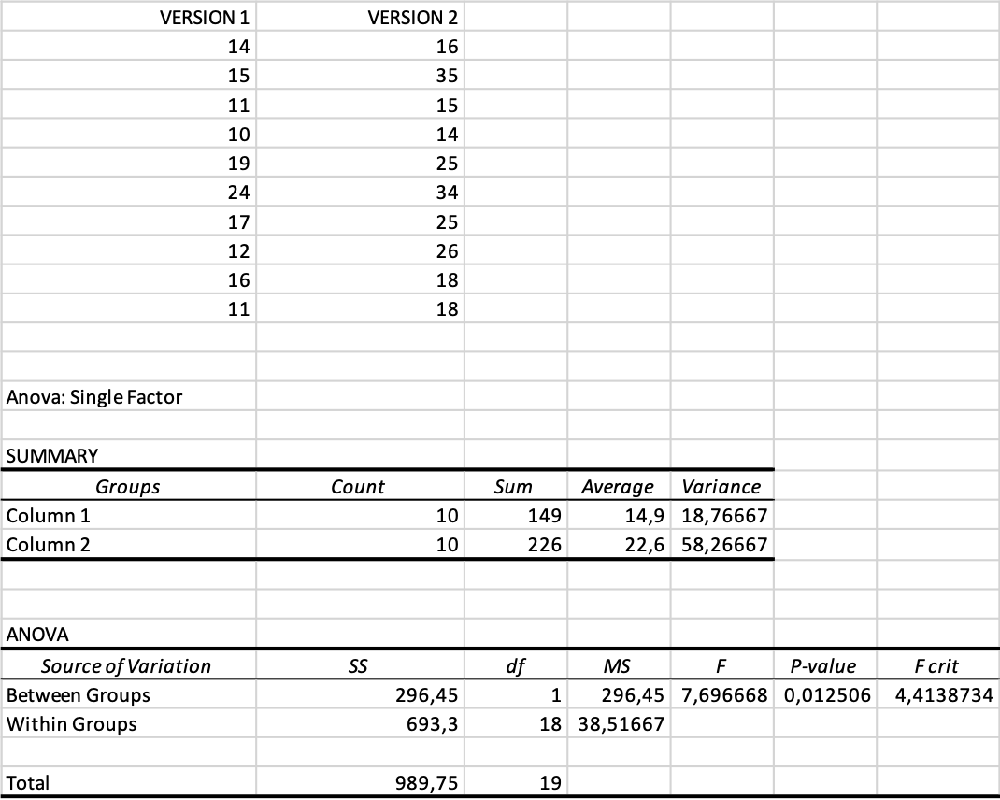 VERSION 1 VERSION 2
14 16
15 35
11 15
10 14
19 25
24 34
17 25
12 26
16 18
11 18
Anova: Single Factor
SUMMARY
Groups Count Sum Average Variance
Column 1 10 149 14,9 18,76667
Column 2 10 226 22,6 58,26667
ANOVA
Source of Variation SS df MS F P-value F crit
Between Groups 296,45 1 296,45 7,696668 0,012506 4,4138734
Within Groups 693,3 18 38,51667
Total 989,75 19